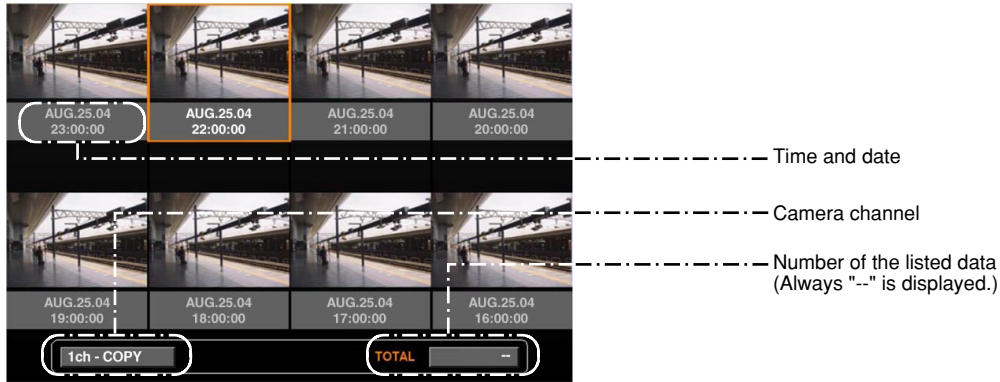 AUG.25.04
23:00:00
AUG.25.04
22:00:00
AUG.25.04
21:00:00
AUG.25.04
20:00:00
Time and date
Camera channel
Number of the listed data
(Always "--" is displayed.)
AUG.25.04
19:00:00
AUG.25.04
18:00:00
AUG.25.04
17:00:00
AUG.25.04
16:00:00
1ch - COPY
TOTAL --